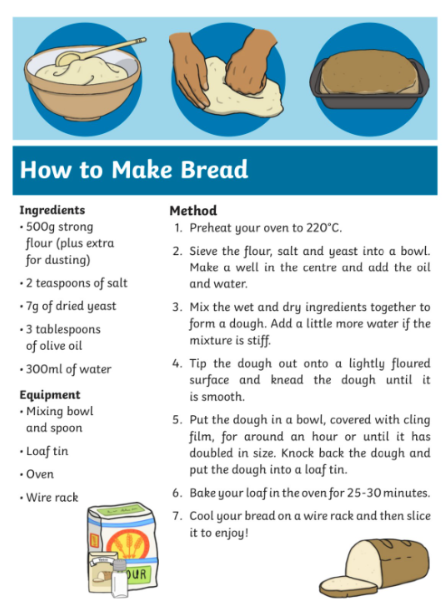 How to Make Bread
Ingredients
• 500g strong
flour (plus extra
for dusting)
• 2 teaspoons of salt
• 7g of dried yeast
• 3 tablespoons
of olive oil
• 300ml of water
Equipment
• Mixing bowl
and spoon
• Loaf tin
• Oven
• Wire rack
Method
1. Preheat your oven to 220°C.
2. Sieve the flour, salt and yeast into a bowl.
Make a well in the centre and add the oil
and water.
3. Mix the wet and dry ingredients together to
form a dough. Add a little more water if the
mixture is stiff.
4. Tip the dough out onto a lightly floured
surface and knead the dough until it
is smooth.
5. Put the dough in a bowl, covered with cling
film, for around an hour or until it has
doubled in size. Knock back the dough and
put the dough into a loaf tin.
6. Bake your loaf in the oven for 25-30 minutes.
7. Cool your bread on a wire rack and then slice
it to enjoy!
OUR